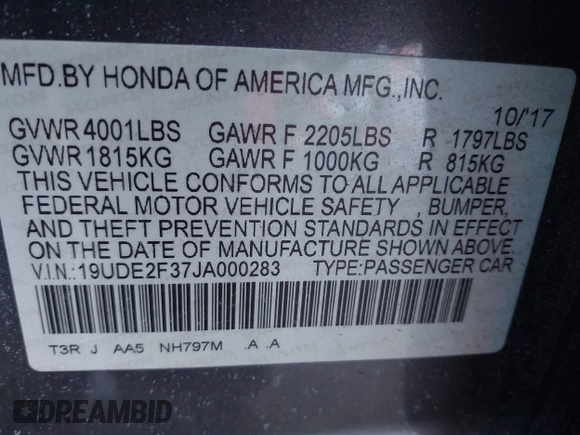 MFD.BY HONDA OF AMERICA MFG.,INC.
10/'17
GVWR 4001LBS GAWR F 2205LBS R 1797LBS
GVWR 1815KG GAWR F 1000KG R 815KG
THIS VEHICLE CONFORMS TO ALL APPLICABLE
FEDERAL MOTOR VEHICLE SAFETY , BUMPER,
AND THEFT PREVENTION STANDARDS IN EFFECT
ON THE DATE OF MANUFACTURE SHOWN ABOVE.
V.I.N.:19UDE2F37JA000283 TYPE:PASSENGER CAR
T3R J AA5 NH797M .A .A
DREAMBID